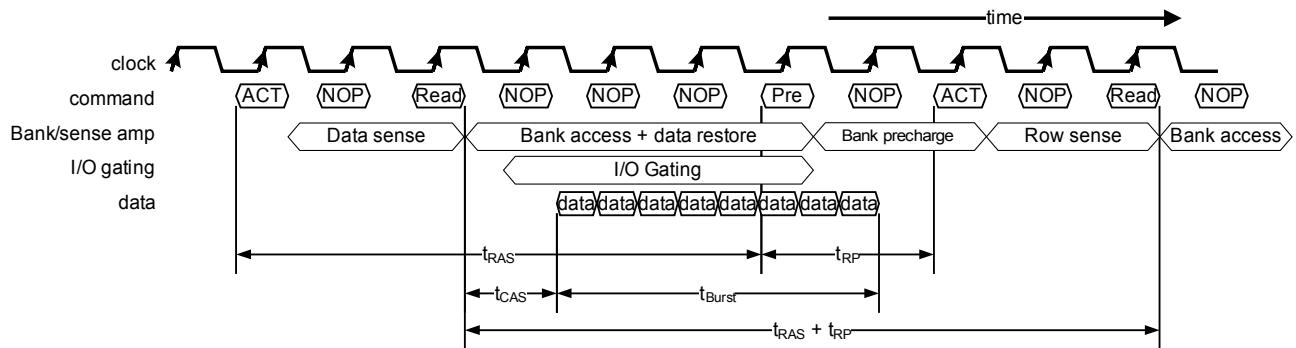 time
clock
command ACT NOP Read NOP NOP NOP Pre NOP ACT NOP Read NOP
Bank/sense amp Data sense Bank access + data restore Bank precharge Row sense Bank access
I/O gating I/O Gating
data data data data data data data data data
tRAS tRP
tCAS tBurst
tRAS + tRP